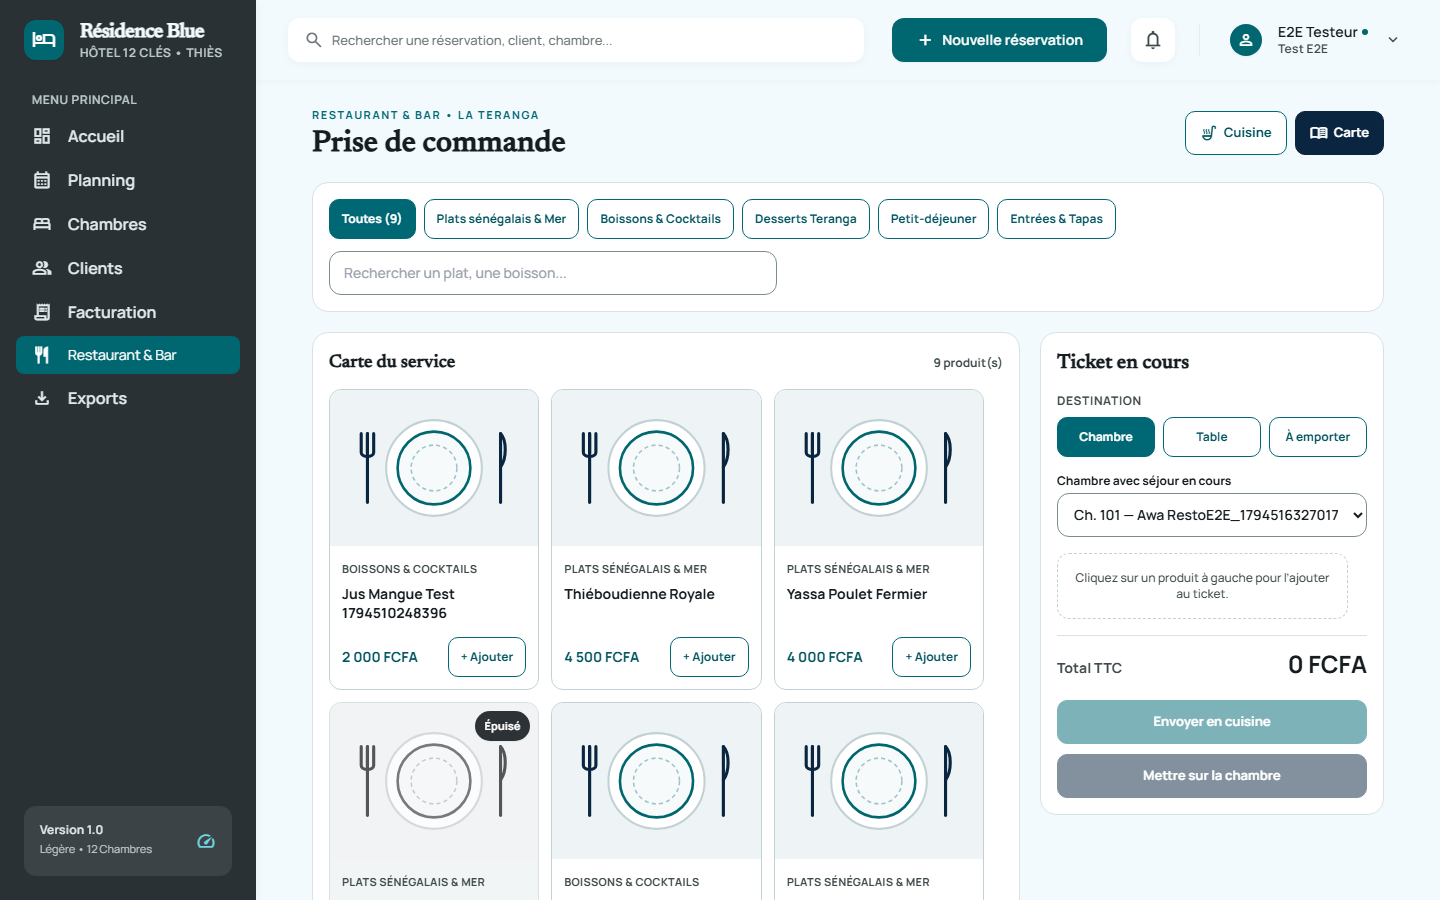 Résidence Blue
HÔTEL 12 CLÉS • THIÈS
MENU PRINCIPAL
Accueil
Planning
Chambres
Clients
Facturation
Restaurant & Bar
Exports
Version 1.0
Légère • 12 Chambres
Rechercher une réservation, client, chambre...
Nouvelle réservation
E2E Testeur
Test E2E
RESTAURANT & BAR • LA TERANGA
Prise de commande
Cuisine
Carte
Toutes (9)
Plats sénégalais & Mer
Boissons & Cocktails
Desserts Teranga
Petit-déjeuner
Entrées & Tapas
Rechercher un plat, une boisson...
Carte du service
9 produit(s)
BOISSONS & COCKTAILS
Jus Mangue Test
1794510248396
2 000 FCFA
+ Ajouter
PLATS SÉNÉGALAIS & MER
Thiéboudienne Royale
4 500 FCFA
+ Ajouter
PLATS SÉNÉGALAIS & MER
Yassa Poulet Fermier
4 000 FCFA
+ Ajouter
Épuisé
PLATS SÉNÉGALAIS & MER
BOISSONS & COCKTAILS
PLATS SÉNÉGALAIS & MER
Ticket en cours
DESTINATION
Chambre
Table
À emporter
Chambre avec séjour en cours
Ch. 101 — Awa RestoE2E_1794516327017
Cliquez sur un produit à gauche pour l'ajouter
au ticket.
Total TTC
0 FCFA
Envoyer en cuisine
Mettre sur la chambre